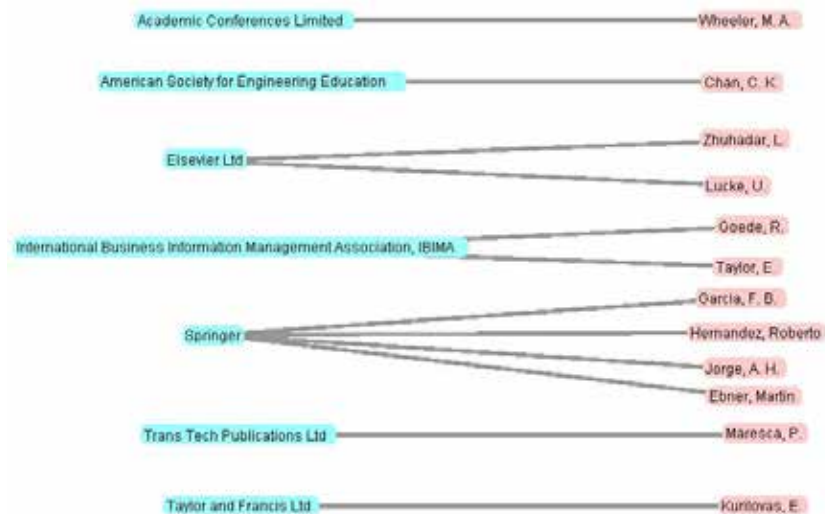 Academic Conferences Limited
Wheeler, M. A.
American Society for Engineering Education
Chan, C. K.
Zhuhadar, L.
Elsevier Ltd
Lucke, U.
Goede, R.
International Business Information Management Association, IBIMA
Taylor, E.
Garcia, F. B.
Springer
Hernandez, Roberto
Jorge, A. H.
Ebner, Martin
Trans Tech Publications Ltd
Maresca, P.
Taylor and Francis Ltd